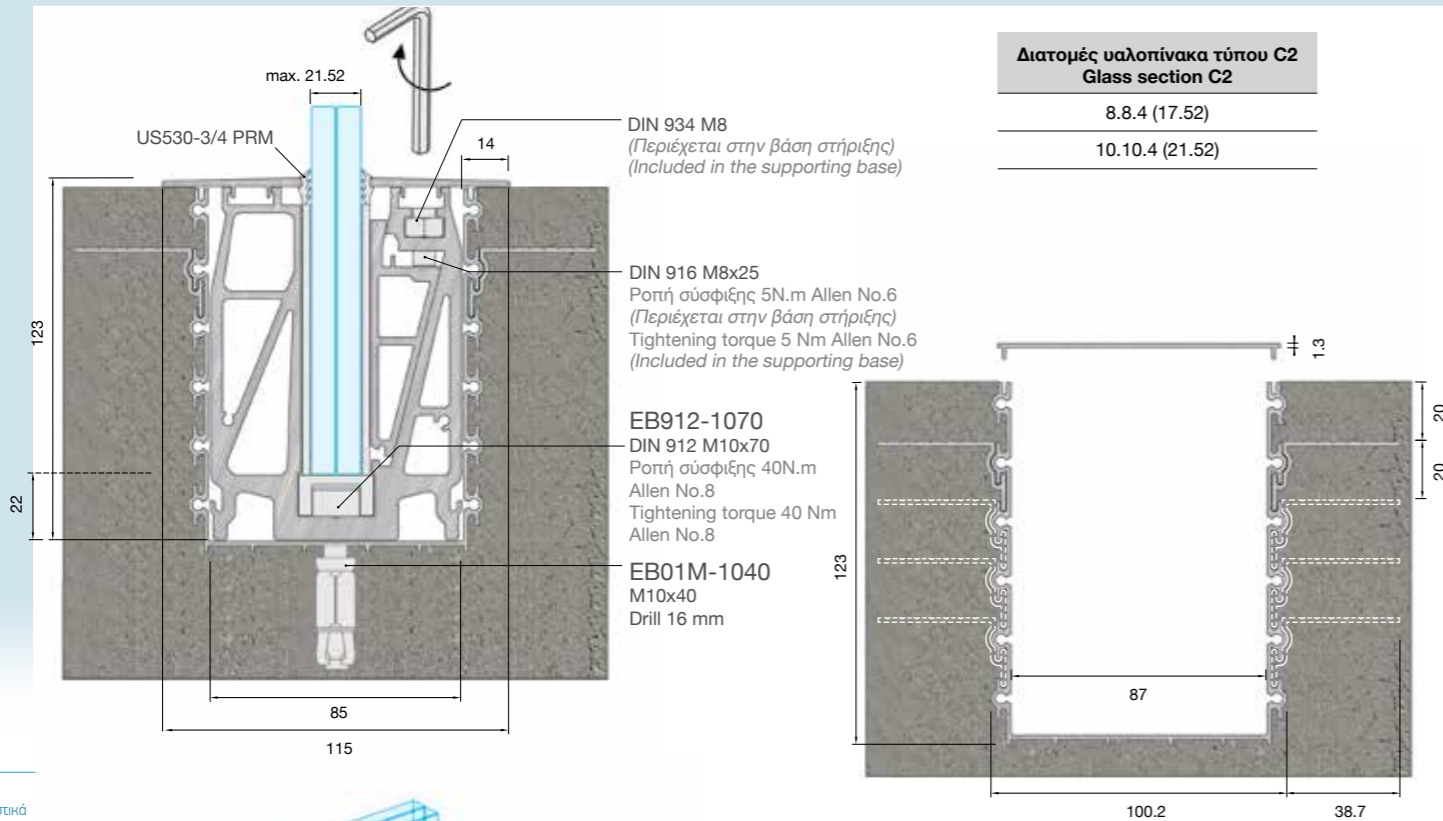 max. 21.52
US530-3/4 PRM
14
123
22
85
115
DIN 934 M8
(Περιέχεται στην βάση στήριξης)
(Included in the supporting base)
DIN 916 M8x25
Ροπή σύσφιξης 5N.m Allen No.6
(Περιέχεται στην βάση στήριξης)
Tightening torque 5 Nm Allen No.6
(Included in the supporting base)
EB912-1070
DIN 912 M10x70
Ροπή σύσφιξης 40N.m
Allen No.8
Tightening torque 40 Nm
Allen No.8
EB01M-1040
M10x40
Drill 16 mm
Διατομές υαλοπίνακα τύπου C2
Glass section C2
8.8.4 (17.52)
10.10.4 (21.52)
1.3
20
20
123
87
100.2
38.7